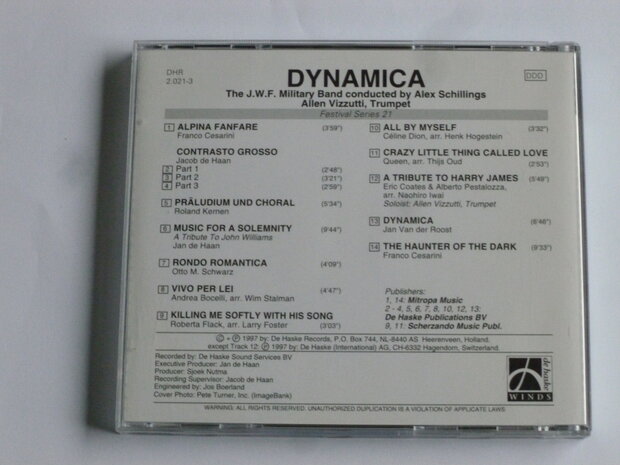 DHR
2.021-3
DYNAMICA
DDD
The J.W.F. Military Band conducted by Alex Schillings
Allen Vizzutti, Trumpet
Festival Series 21
1 ALPINA FANFARE (3'59")
Franco Cesarini
CONTRASTO GROSSO
Jacob de Haan
2 Part 1 (2'48")
3 Part 2 (3'21")
4 Part 3 (2'59")
5 PRÄLUDIUM UND CHORAL (5'34")
Roland Kernen
6 MUSIC FOR A SOLEMNITY (9'44")
A Tribute To John Williams
Jan de Haan
7 RONDO ROMANTICA (4'09")
Otto M. Schwarz
8 VIVO PER LEI (4'47")
Andrea Bocelli, arr. Wim Stalman
9 KILLING ME SOFTLY WITH HIS SONG
Roberta Flack, arr. Larry Foster (3'03")
10 ALL BY MYSELF (3'32")
Céline Dion, arr. Henk Hogestein
11 CRAZY LITTLE THING CALLED LOVE
Queen, arr. Thijs Oud (2'53")
12 A TRIBUTE TO HARRY JAMES (5'49")
Eric Coates & Alberto Pestalozza,
arr. Naohiro Iwai
Soloist: Allen Vizzutti, Trumpet
13 DYNAMICA (6'46")
Jan Van der Roost
14 THE HAUNTER OF THE DARK (9'33")
Franco Cesarini
Publishers:
1, 14: Mitropa Music
2 - 4, 5, 6, 7, 8, 10, 12, 13:
De Haske Publications BV
9, 11: Scherzando Music Publ.
© + ℗ 1997 by: De Haske Records, P.O. Box 744, NL-8440 AS Heerenveen, Holland.
except Track 12: ℗ 1997 by: De Haske (International) AG, CH-6332 Hagendorn, Switzerland.
Recorded by: De Haske Sound Services BV
Executive Producer: Jan de Haan
Producer: Sjoek Nutma
Recording Supervisor: Jacob de Haan
Engineered by: Jos Boerland
Cover Photo: Pete Turner, Inc. (ImageBank)
de haske
WINDS
WARNING: ALL RIGHTS RESERVED. UNAUTHORIZED DUPLICATION IS A VIOLATION OF APPLICATE LAWS